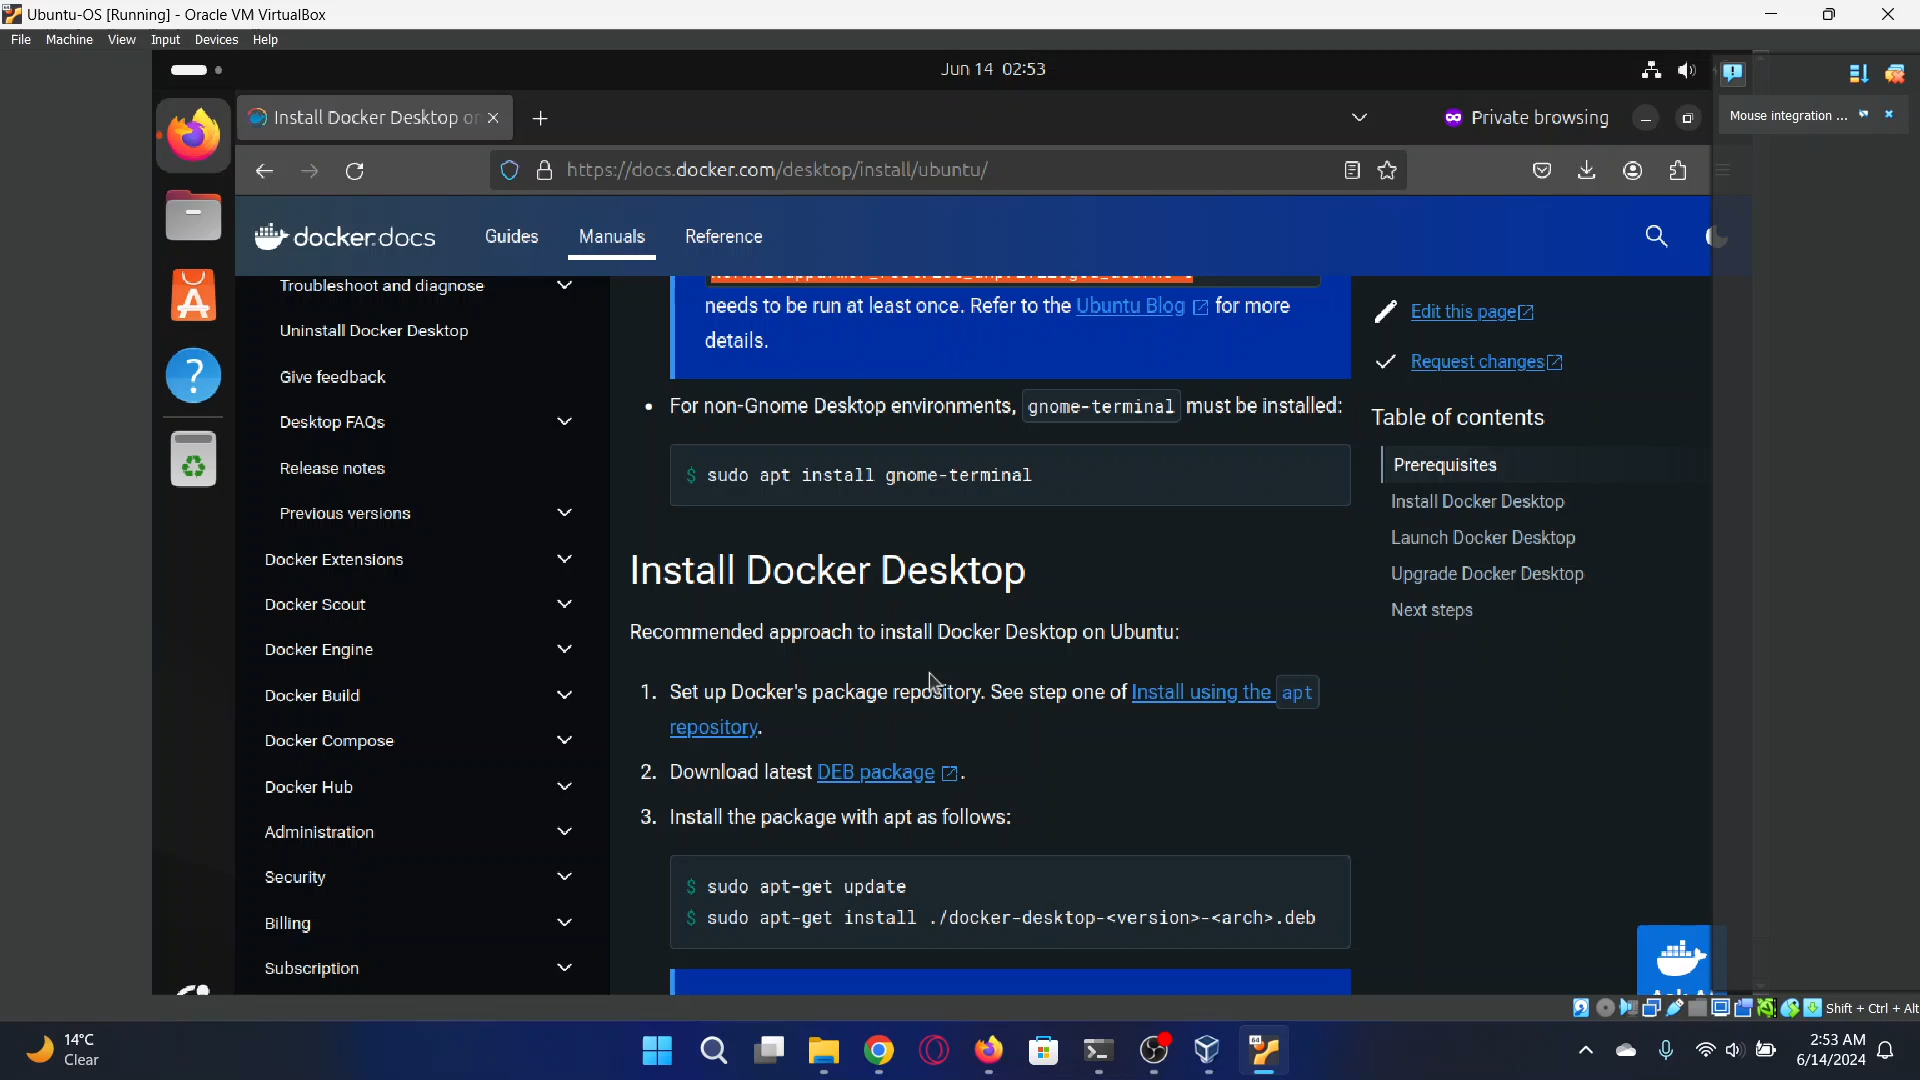 Ubuntu-OS [Running] - Oracle VM VirtualBox
File Machine View Input Devices Help
Jun 14 02:53
Install Docker Desktop or
Private browsing
Mouse integration ...
https://docs.docker.com/desktop/install/ubuntu/
docker.docs
Guides
Manuals
Reference
Troubleshoot and diagnose
Uninstall Docker Desktop
Give feedback
Desktop FAQs
Release notes
Previous versions
Docker Extensions
Docker Scout
Docker Engine
Docker Build
Docker Compose
Docker Hub
Administration
Security
Billing
Subscription
needs to be run at least once. Refer to the Ubuntu Blog for more
details.
• For non-Gnome Desktop environments, gnome-terminal must be installed:
$ sudo apt install gnome-terminal
Install Docker Desktop
Recommended approach to install Docker Desktop on Ubuntu:
1. Set up Docker's package repository. See step one of Install using the apt
repository.
2. Download latest DEB package .
3. Install the package with apt as follows:
$ sudo apt-get update
$ sudo apt-get install ./docker-desktop-<version>-<arch>.deb
Edit this page
Request changes
Table of contents
Prerequisites
Install Docker Desktop
Launch Docker Desktop
Upgrade Docker Desktop
Next steps
Shift + Ctrl + Alt
14°C
Clear
2:53 AM
6/14/2024